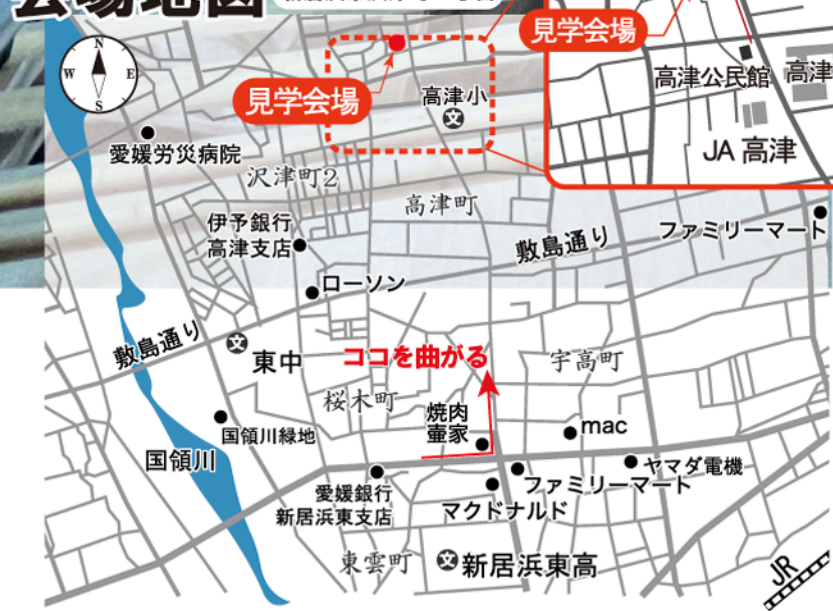 会場地図
見学会場
高津公民館
高津
JA 高津
N
W
E
S
見学会場
高津小
文
愛媛労災病院
沢津町2
高津町
伊予銀行
高津支店
敷島通り
ファミリーマート
ローソン
敷島通り
文
東中
ココを曲がる
宇高町
桜木町
焼肉
壷家
mac
国領川緑地
国領川
ヤマダ電機
愛媛銀行
新居浜東支店
ファミリーマート
マクドナルド
東雲町
文
新居浜東高
JR